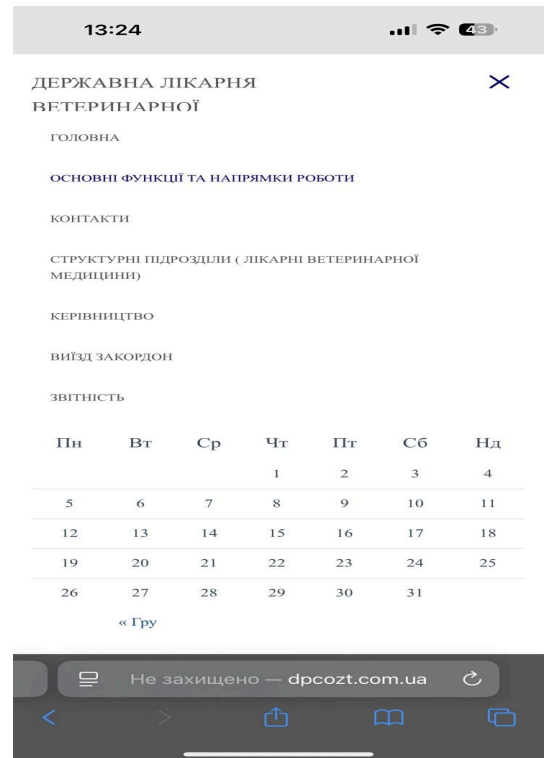 13:24
43
ДЕРЖАВНА ЛІКАРНЯ
ВЕТЕРИНАРНОЇ
ГОЛОВНА
ОСНОВНІ ФУНКЦІЇ ТА НАПРЯМКИ РОБОТИ
КОНТАКТИ
СТРУКТУРНІ ПІДРОЗДІЛИ ( ЛІКАРНІ ВЕТЕРИНАРНОЇ
МЕДИЦИНИ)
КЕРІВНИЦТВО
ВИЇЗД ЗАКОРДОН
ЗВІТНІСТЬ
Пн Вт Ср Чт Пт Сб Нд
1 2 3 4
5 6 7 8 9 10 11
12 13 14 15 16 17 18
19 20 21 22 23 24 25
26 27 28 29 30 31
« Гру
Не захищено — dpcozt.com.ua